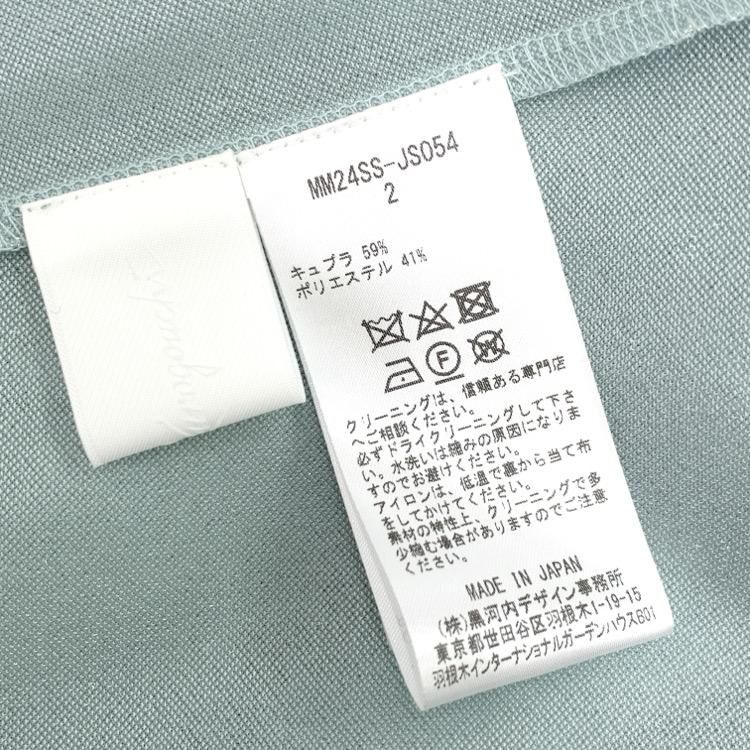 MM24SS-JS054
2
キュプラ 59%
ポリエステル 41%
F
クリーニングは、信頼ある専門店
へご相談ください。
必ずドライクリーニングして下さ
い。水洗いは縮みの原因になりま
すのでお避けください。
アイロンは、低温で裏から当て布
をしてかけてください。
素材の特性上、クリーニングで多
少縮む場合がありますのでご注意
ください。
MADE IN JAPAN
(株)黒河内デザイン事務所
東京都世田谷区羽根木1-19-15
羽根木インターナショナルガーデンハウスB01